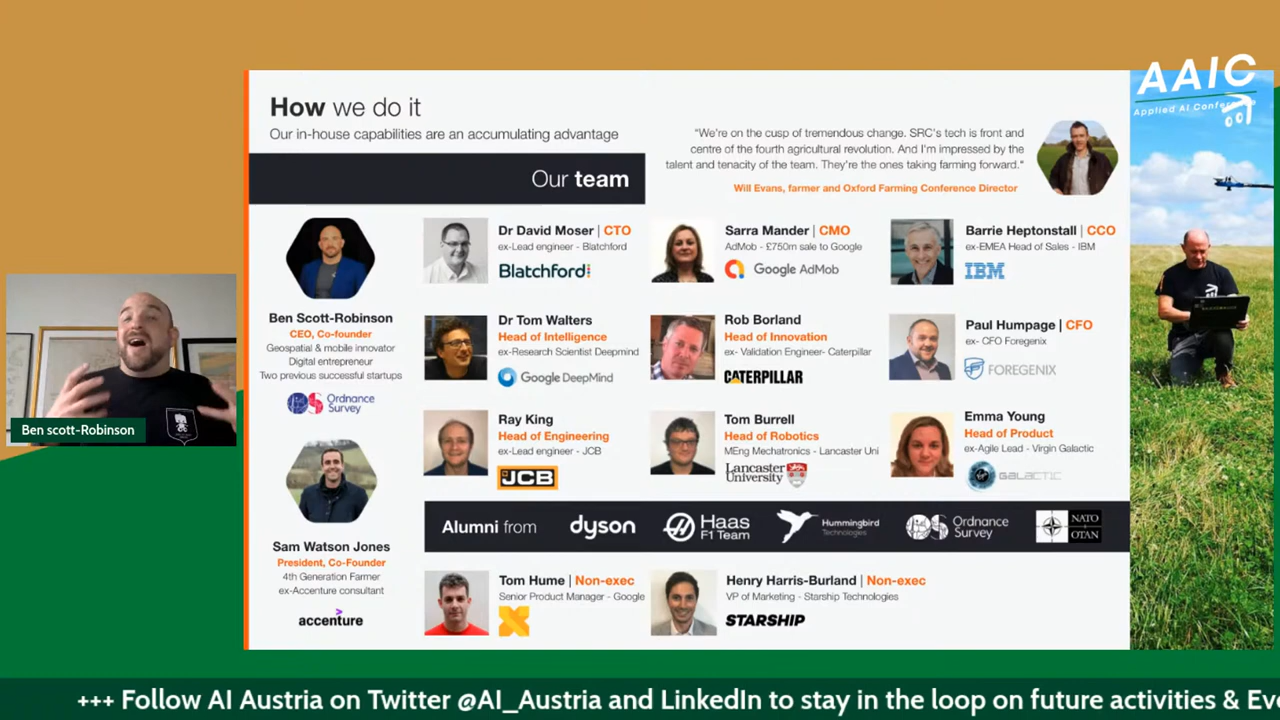 How we do it
Our in-house capabilities are an accumulating advantage
Our team
"We're on the cusp of tremendous change. SRC's tech is front and
centre of the fourth agricultural revolution. And I'm impressed by the
talent and tenacity of the team. They're the ones taking farming forward."
Will Evans, farmer and Oxford Farming Conference Director
AAIC
Applied AI Conference
Ben Scott-Robinson
CEO, Co-founder
Geospatial & mobile innovator
Digital entrepreneur
Two previous successful startups
Ordnance
Survey
Sam Watson Jones
President, Co-Founder
4th Generation Farmer
ex-Accenture consultant
accenture
Dr David Moser | CTO
ex-Lead engineer - Blatchford
Blatchford
Sarra Mander | CMO
AdMob - £750m sale to Google
Google AdMob
Barrie Heptonstall | CCO
ex-EMEA Head of Sales - IBM
IBM
Dr Tom Walters
Head of Intelligence
ex-Research Scientist Deepmind
Google DeepMind
Rob Borland
Head of Innovation
ex- Validation Engineer- Caterpillar
CATERPILLAR
Paul Humpage | CFO
ex- CFO Foregenix
FOREGENIX
Ray King
Head of Engineering
ex-Lead engineer - JCB
JCB
Tom Burrell
Head of Robotics
MEng Mechatronics - Lancaster Uni
Lancaster
University
Emma Young
Head of Product
ex-Agile Lead - Virgin Galactic
GALACTIC
Alumni from
dyson
Haas
F1 Team
Hummingbird
Technologies
Ordnance
Survey
NATO
OTAN
Tom Hume | Non-exec
Senior Product Manager - Google
Henry Harris-Burland | Non-exec
VP of Marketing - Starship Technologies
STARSHIP
Ben scott-Robinson
+++ Follow AI Austria on Twitter @AI_Austria and LinkedIn to stay in the loop on future activities & Eve